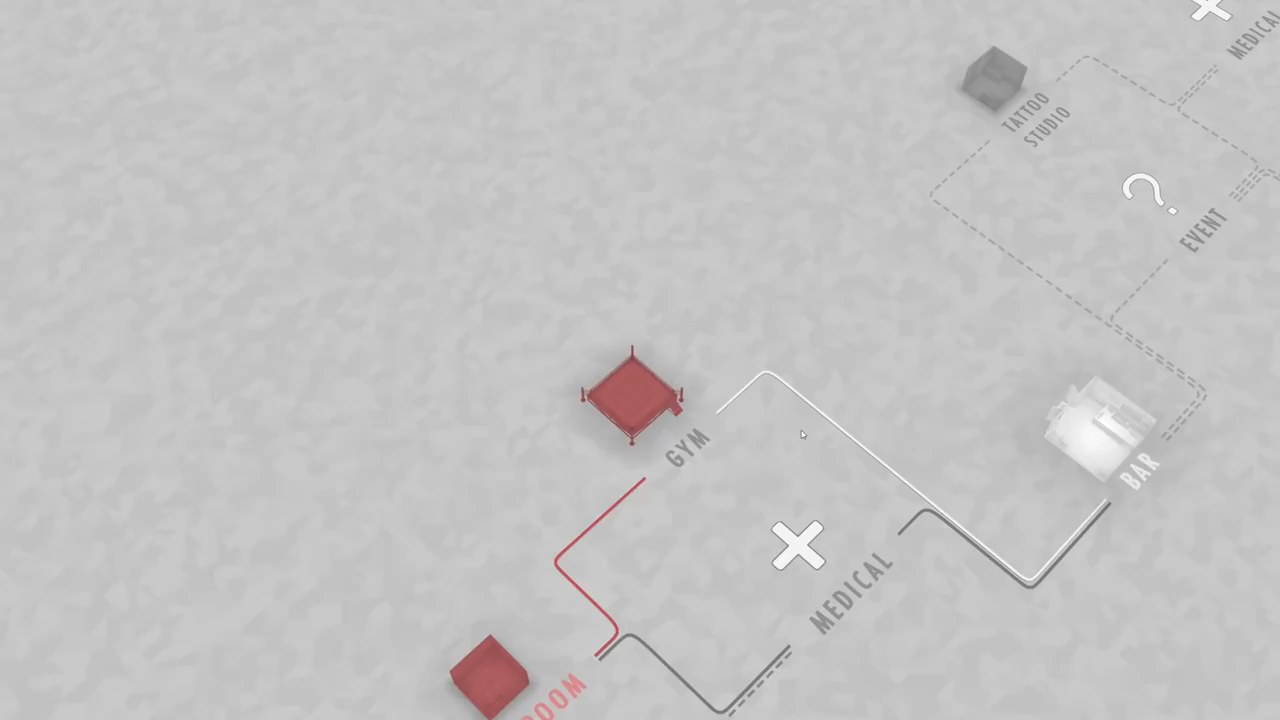 MEDICAL
TATTOO
STUDIO
?
EVENT
GYM
BAR
MEDICAL